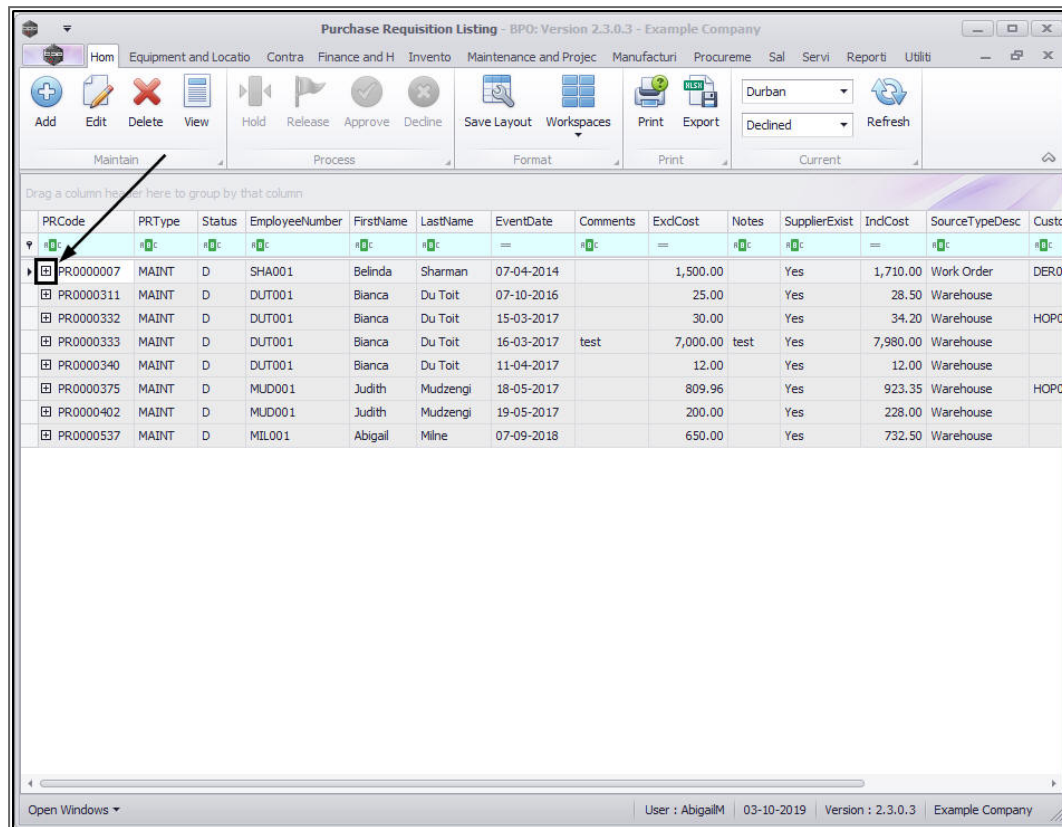 Purchase Requisition Listing - BPO: Version 2.3.0.3 - Example Company
Hom Equipment and Locatio Contra Finance and H Invento Maintenance and Projec Manufacturi Procureme Sal Servi Reporti Utiliti
Add Edit Delete View Hold Release Approve Decline Save Layout Workspaces Print Export Durban Declined Refresh
Maintain Process Format Print Current
Drag a column header here to group by that column
PRCode PRType Status EmployeeNumber FirstName LastName EventDate Comments ExclCost Notes SupplierExist InclCost SourceTypeDesc Custo
PR0000007 MAINT D SHA001 Belinda Sharman 07-04-2014 1,500.00 Yes 1,710.00 Work Order DER0
PR0000311 MAINT D DUT001 Bianca Du Toit 07-10-2016 25.00 Yes 28.50 Warehouse
PR0000332 MAINT D DUT001 Bianca Du Toit 15-03-2017 30.00 Yes 34.20 Warehouse HOP0
PR0000333 MAINT D DUT001 Bianca Du Toit 16-03-2017 test 7,000.00 test Yes 7,980.00 Warehouse
PR0000340 MAINT D DUT001 Bianca Du Toit 11-04-2017 12.00 Yes 12.00 Warehouse
PR0000375 MAINT D MUD001 Judith Mudzengi 18-05-2017 809.96 Yes 923.35 Warehouse HOP0
PR0000402 MAINT D MUD001 Judith Mudzengi 19-05-2017 200.00 Yes 228.00 Warehouse
PR0000537 MAINT D MIL001 Abigail Milne 07-09-2018 650.00 Yes 732.50 Warehouse
Open Windows User : AbigailM 03-10-2019 Version : 2.3.0.3 Example Company